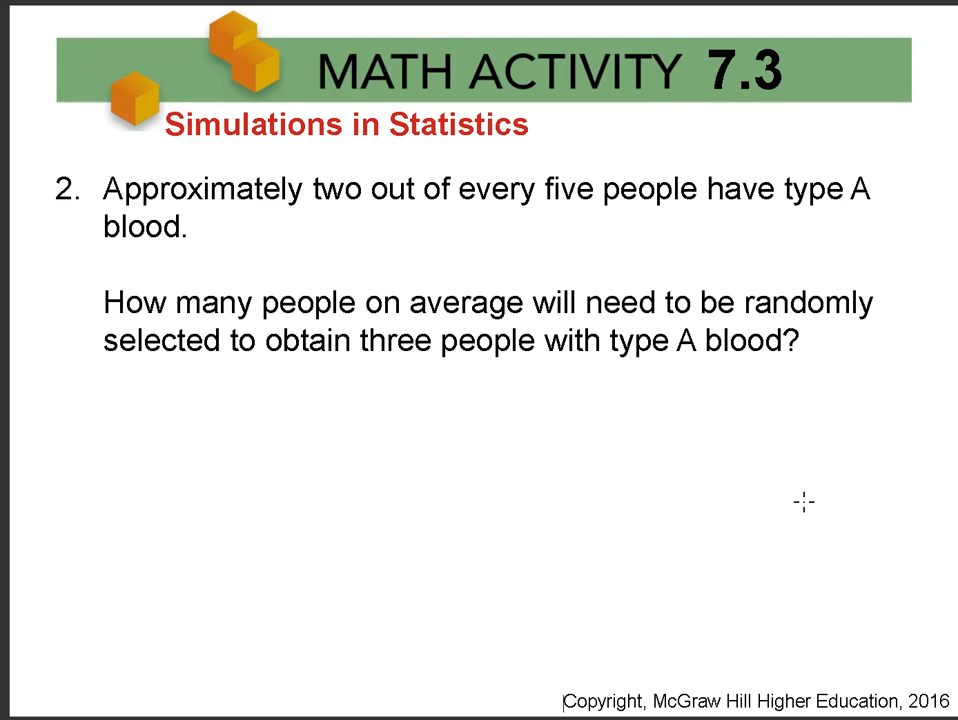 MATH ACTIVITY 7.3
Simulations in Statistics
2. Approximately two out of every five people have type A
blood.
How many people on average will need to be randomly
selected to obtain three people with type A blood?
Copyright, McGraw Hill Higher Education, 2016